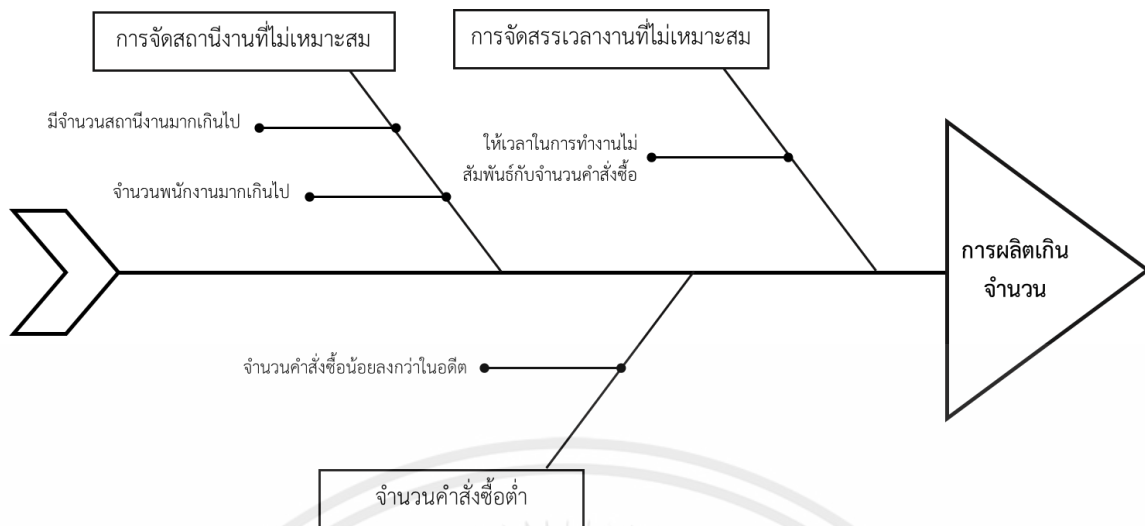 การจัดสถานีงานที่ไม่เหมาะสม
การจัดสรรเวลางานที่ไม่เหมาะสม
มีจำนวนสถานีงานมากเกินไป
ให้เวลาในการทำงานไม่
สัมพันธ์กับจำนวนคำสั่งซื้อ
จำนวนพนักงานมากเกินไป
การผลิตเกิน
จำนวน
จำนวนคำสั่งซื้อน้อยลงกว่าในอดีต
จำนวนคำสั่งซื้อต่ำ